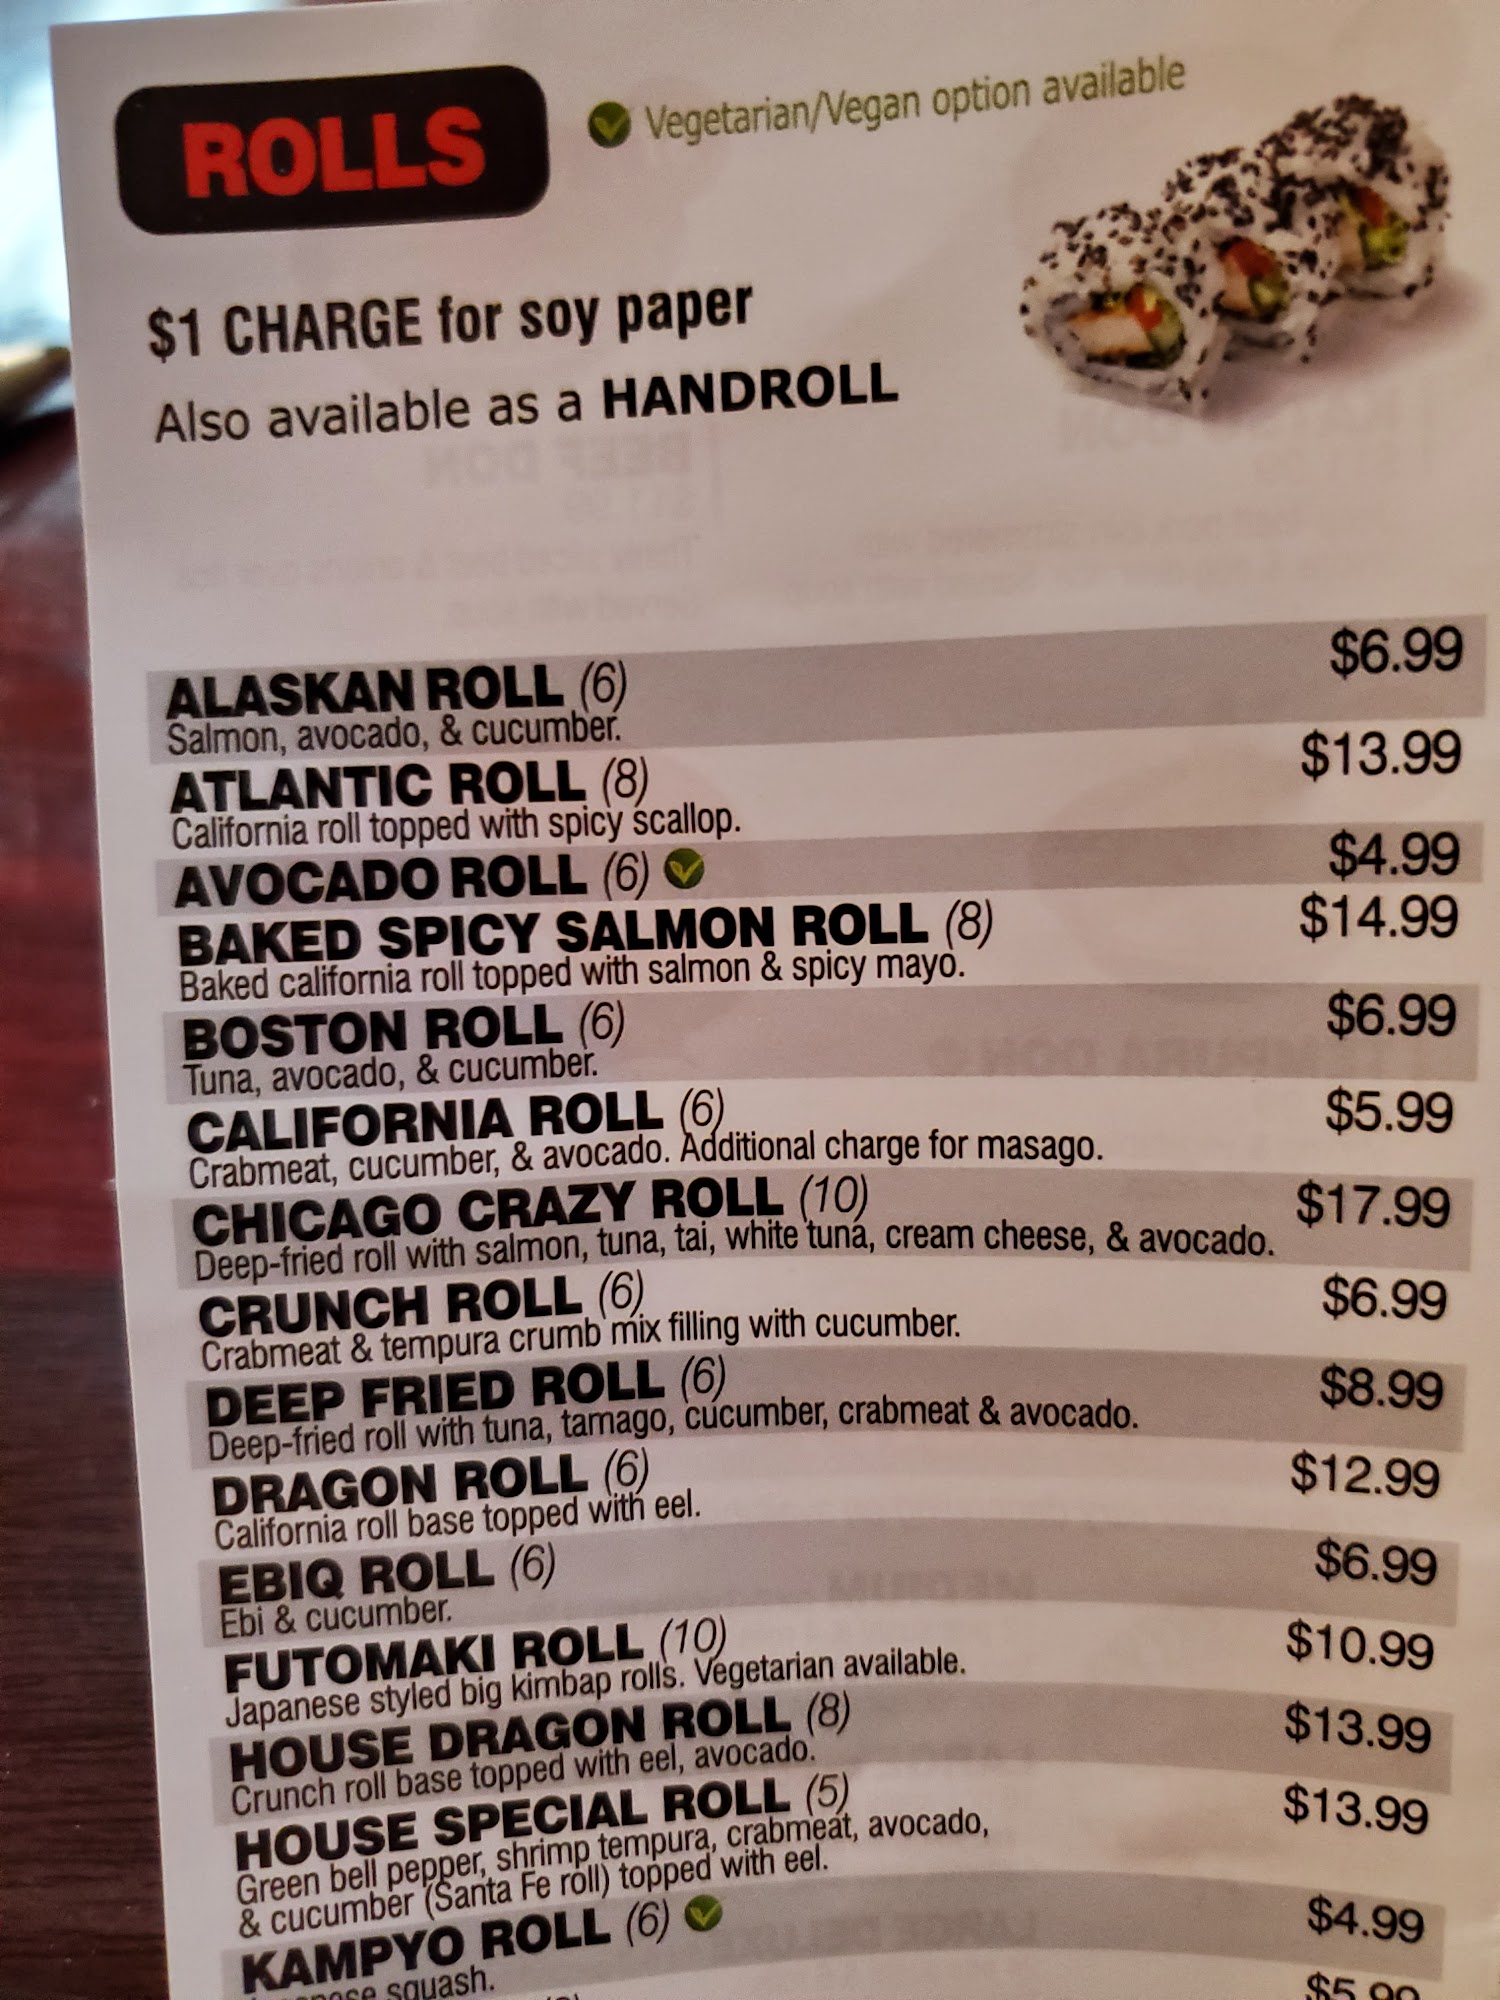 ROLLS
Vegetarian/Vegan option available
$1 CHARGE for soy paper
Also available as a HANDROLL
ALASKAN ROLL (6) $6.99
Salmon, avocado, & cucumber.
ATLANTIC ROLL (8) $13.99
California roll topped with spicy scallop.
AVOCADO ROLL (6) $4.99
BAKED SPICY SALMON ROLL (8) $14.99
Baked california roll topped with salmon & spicy mayo.
BOSTON ROLL (6) $6.99
Tuna, avocado, & cucumber.
CALIFORNIA ROLL (6) $5.99
Crabmeat, cucumber, & avocado. Additional charge for masago.
CHICAGO CRAZY ROLL (10) $17.99
Deep-fried roll with salmon, tuna, tai, white tuna, cream cheese, & avocado.
CRUNCH ROLL (6) $6.99
Crabmeat & tempura crumb mix filling with cucumber.
DEEP FRIED ROLL (6) $8.99
Deep-fried roll with tuna, tamago, cucumber, crabmeat & avocado.
DRAGON ROLL (6) $12.99
California roll base topped with eel.
EBIQ ROLL (6) $6.99
Ebi & cucumber.
FUTOMAKI ROLL (10) $10.99
Japanese styled big kimbap rolls. Vegetarian available.
HOUSE DRAGON ROLL (8) $13.99
Crunch roll base topped with eel, avocado.
HOUSE SPECIAL ROLL (5) $13.99
Green bell pepper, shrimp tempura, crabmeat, avocado,
& cucumber (Santa Fe roll) topped with eel.
KAMPYO ROLL (6) $4.99
squash.
$5.99